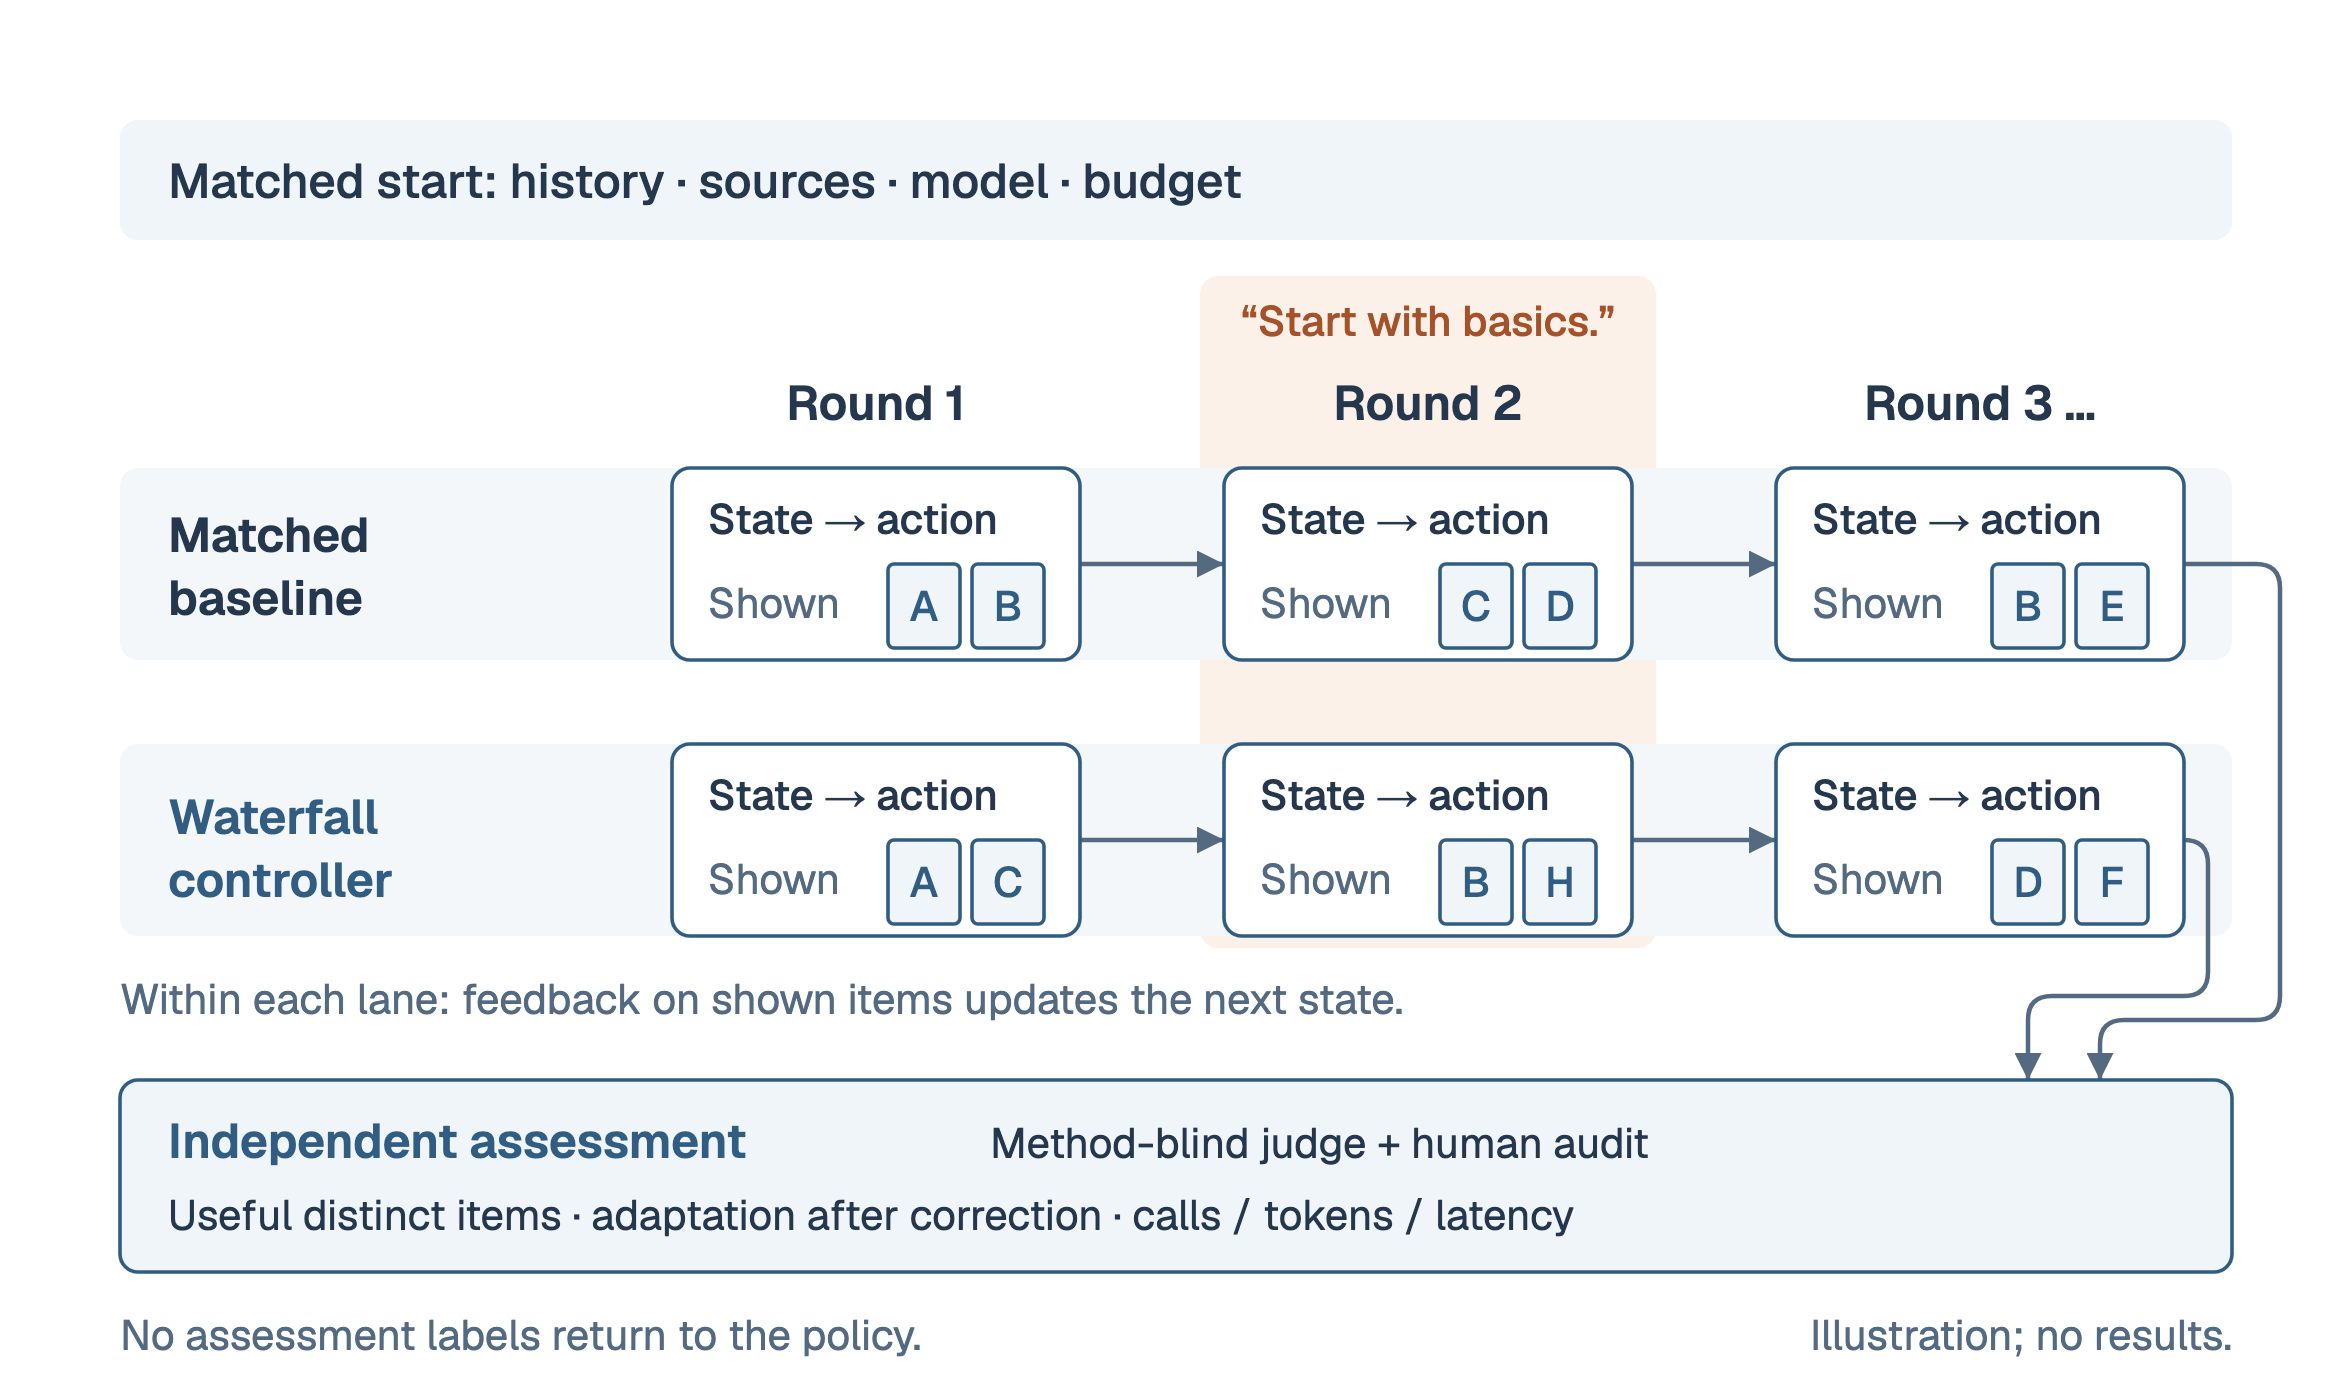 Matched start: history · sources · model · budget
“Start with basics.”
Round 1
Round 2
Round 3 ...
Matched
baseline
State → action
Shown A B
State → action
Shown C D
State → action
Shown B E
Waterfall
controller
State → action
Shown A C
State → action
Shown B H
State → action
Shown D F
Within each lane: feedback on shown items updates the next state.
Independent assessment
Method-blind judge + human audit
Useful distinct items · adaptation after correction · calls / tokens / latency
No assessment labels return to the policy.
Illustration; no results.